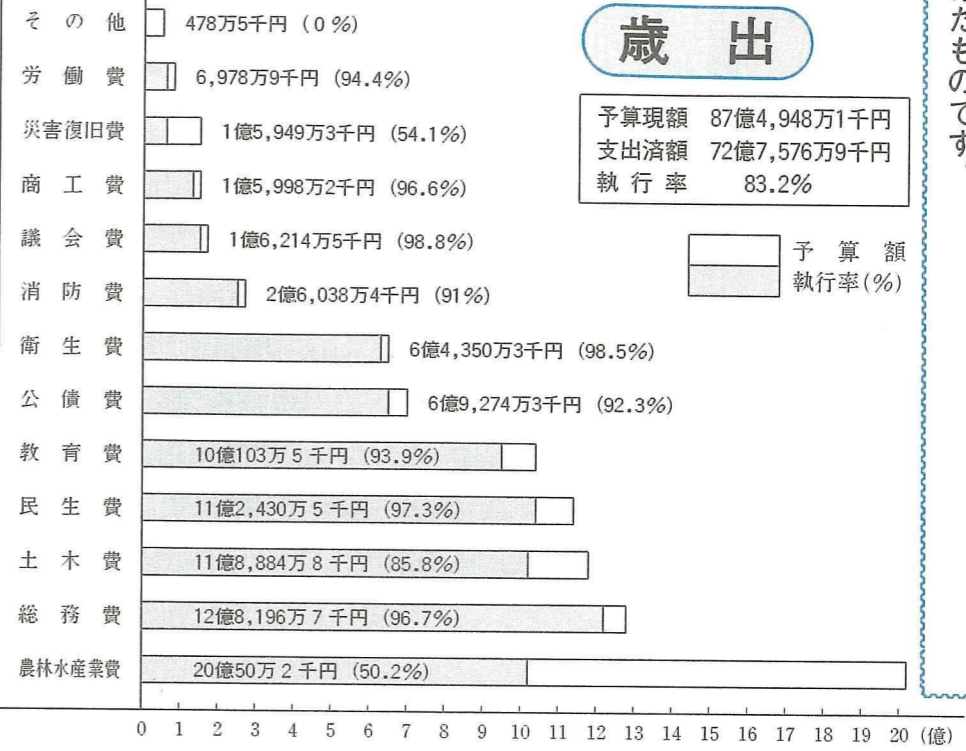 歳出
予算現額 87億4,948万1千円
支出済額 72億7,576万9千円
執行率 83.2%
予算額
執行率(%)
その他 478万5千円 (0%)
労働費 6,978万9千円 (94.4%)
災害復旧費 1億5,949万3千円 (54.1%)
商工費 1億5,998万2千円 (96.6%)
議会費 1億6,214万5千円 (98.8%)
消防費 2億6,038万4千円 (91%)
衛生費 6億4,350万3千円 (98.5%)
公債費 6億9,274万3千円 (92.3%)
教育費 10億103万5千円 (93.9%)
民生費 11億2,430万5千円 (97.3%)
土木費 11億8,884万8千円 (85.8%)
総務費 12億8,196万7千円 (96.7%)
農林水産業費 20億50万2千円 (50.2%)
0 1 2 3 4 5 6 7 8 9 10 11 12 13 14 15 16 17 18 19 20 (億)
たものです。